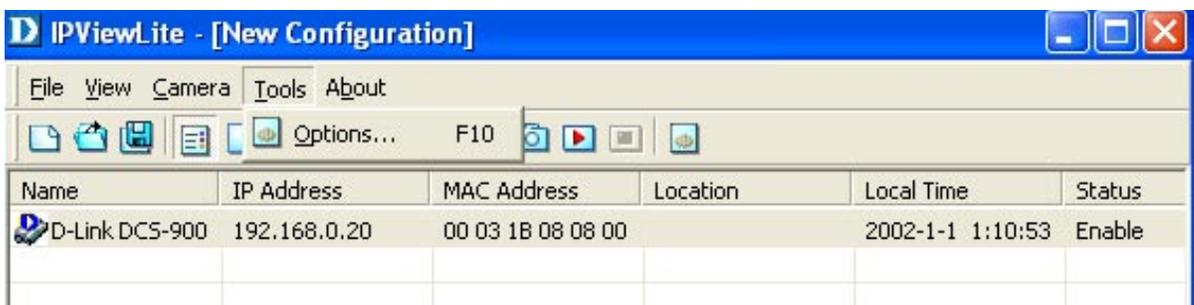 D IPViewLite - [New Configuration]
File View Camera Tools About
Options... F10
Name IP Address MAC Address Location Local Time Status
D-Link DCS-900 192.168.0.20 00 03 1B 08 08 00 2002-1-1 1:10:53 Enable